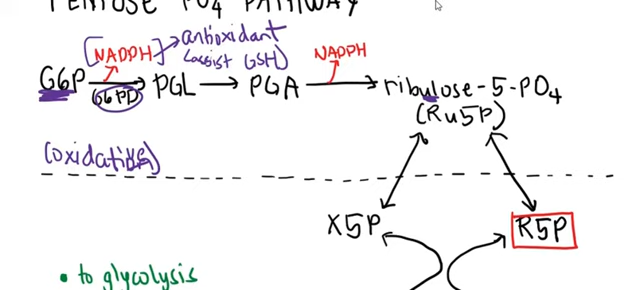 PENTOSE PO4 PATHWAY
[NADPH] → antioxidant
(assist GSH)
NADPH
G6P → PGL → PGA → ribulose-5-PO4
G6PD
(Ru5P)
(oxidative)
X5P
R5P
• to glycolysis